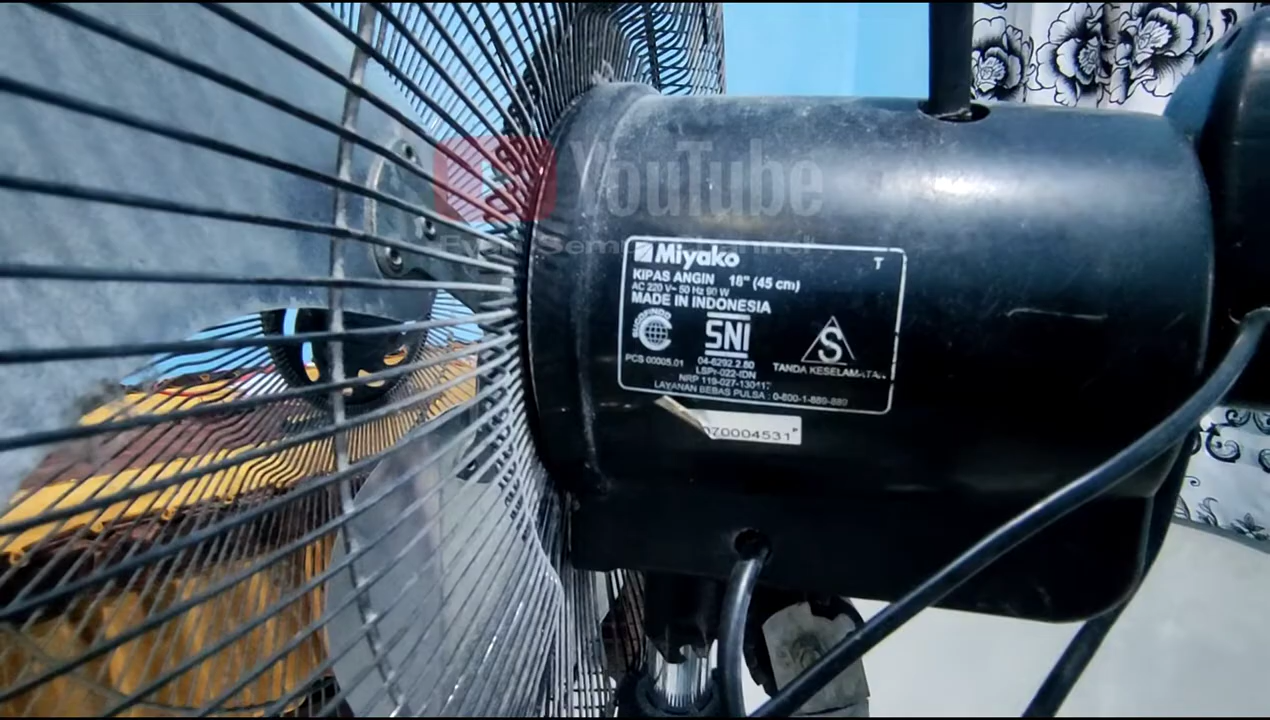 YouTube
Miyako
T
KIPAS ANGIN 18" (45 cm)
AC 220 V~ 50 Hz 90 W
MADE IN INDONESIA
SUCOFINDO
SNI
S
PCS 00005.01
04-6292.2.80
TANDA KESELAMATAN
LSPr-022-IDN
NRP 119-027-130117
LAYANAN BEBAS PULSA : 0-800-1-889-889
070004531P